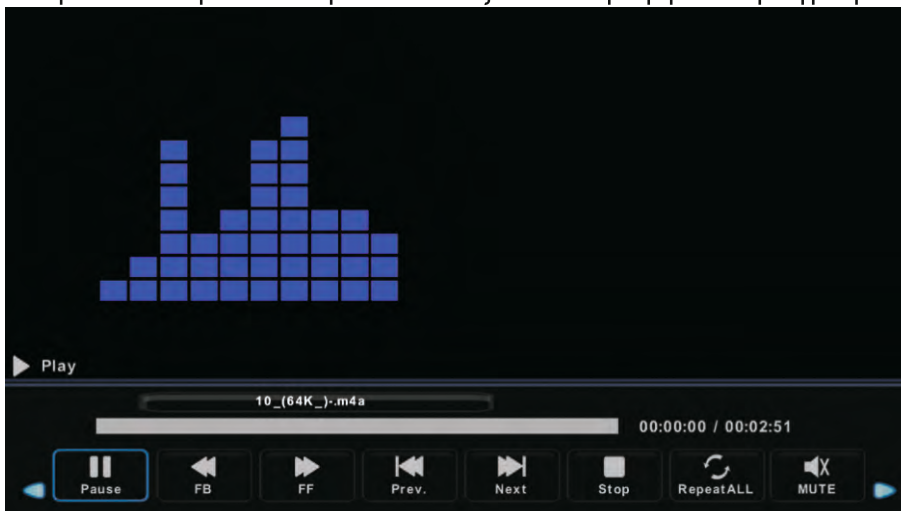 Play
10_(64K_)-.m4a
00:00:00 / 00:02:51
Pause FB FF Prev. Next Stop RepeatALL MUTE